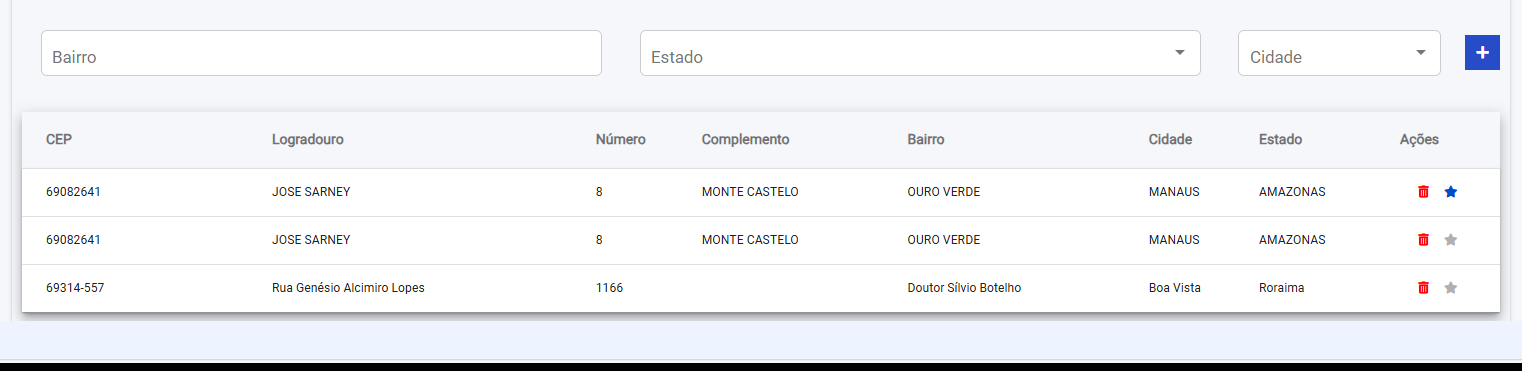 Bairro Estado Cidade
CEP Logradouro Número Complemento Bairro Cidade Estado Ações
69082641 JOSE SARNEY 8 MONTE CASTELO OURO VERDE MANAUS AMAZONAS
69082641 JOSE SARNEY 8 MONTE CASTELO OURO VERDE MANAUS AMAZONAS
69314-557 Rua Genésio Alcimiro Lopes 1166 Doutor Sílvio Botelho Boa Vista Roraima